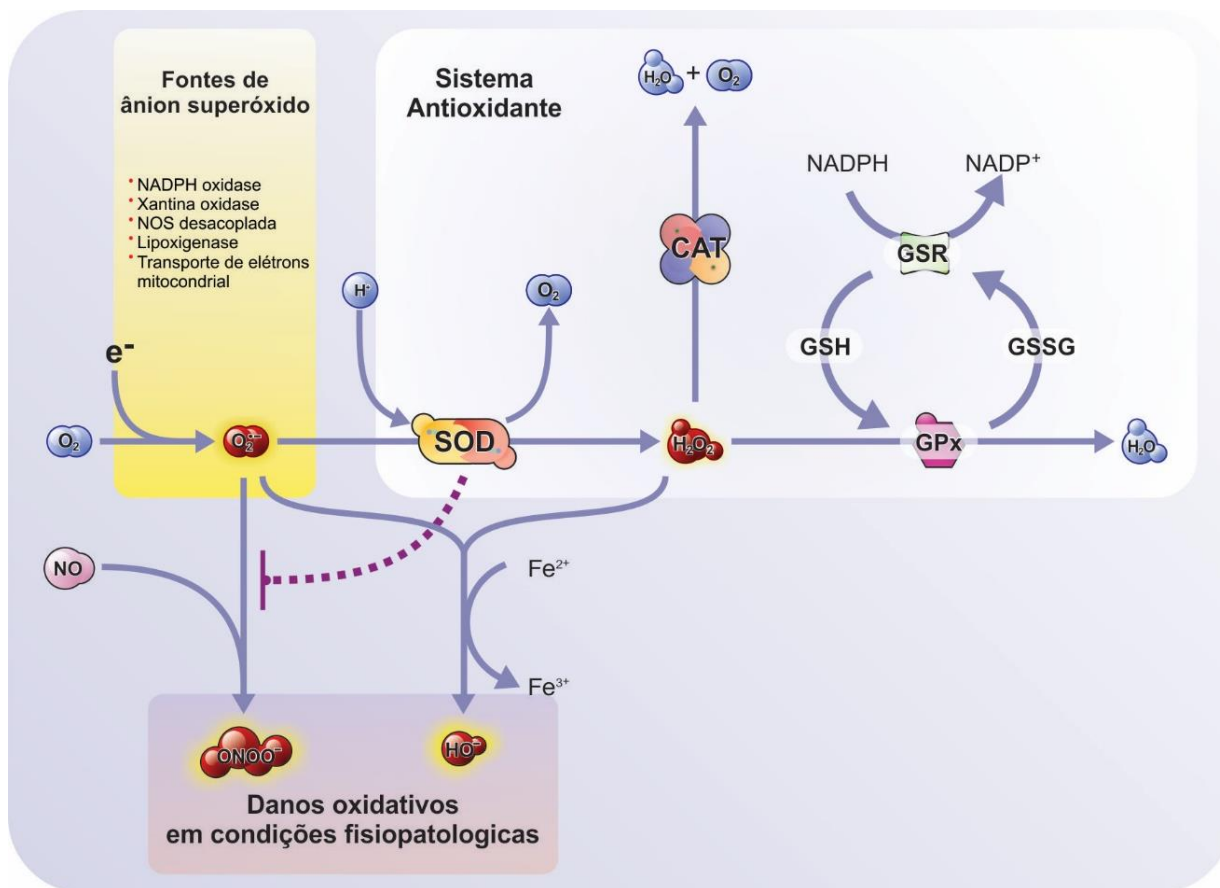 Fontes de
ânion superóxido
• NADPH oxidase
• Xantina oxidase
• NOS desacoplada
• Lipoxigenase
• Transporte de elétrons
mitocondrial
Sistema
Antioxidante
H₂O + O₂
NADPH
NADP⁺
CAT
GSR
H⁺
O₂
GSH
GSSG
e⁻
O₂
O₂•⁻
SOD
H₂O₂
GPx
H₂O
NO
Fe²⁺
Fe³⁺
ONOO⁻
HO⁻
Danos oxidativos
em condições fisiopatologicas